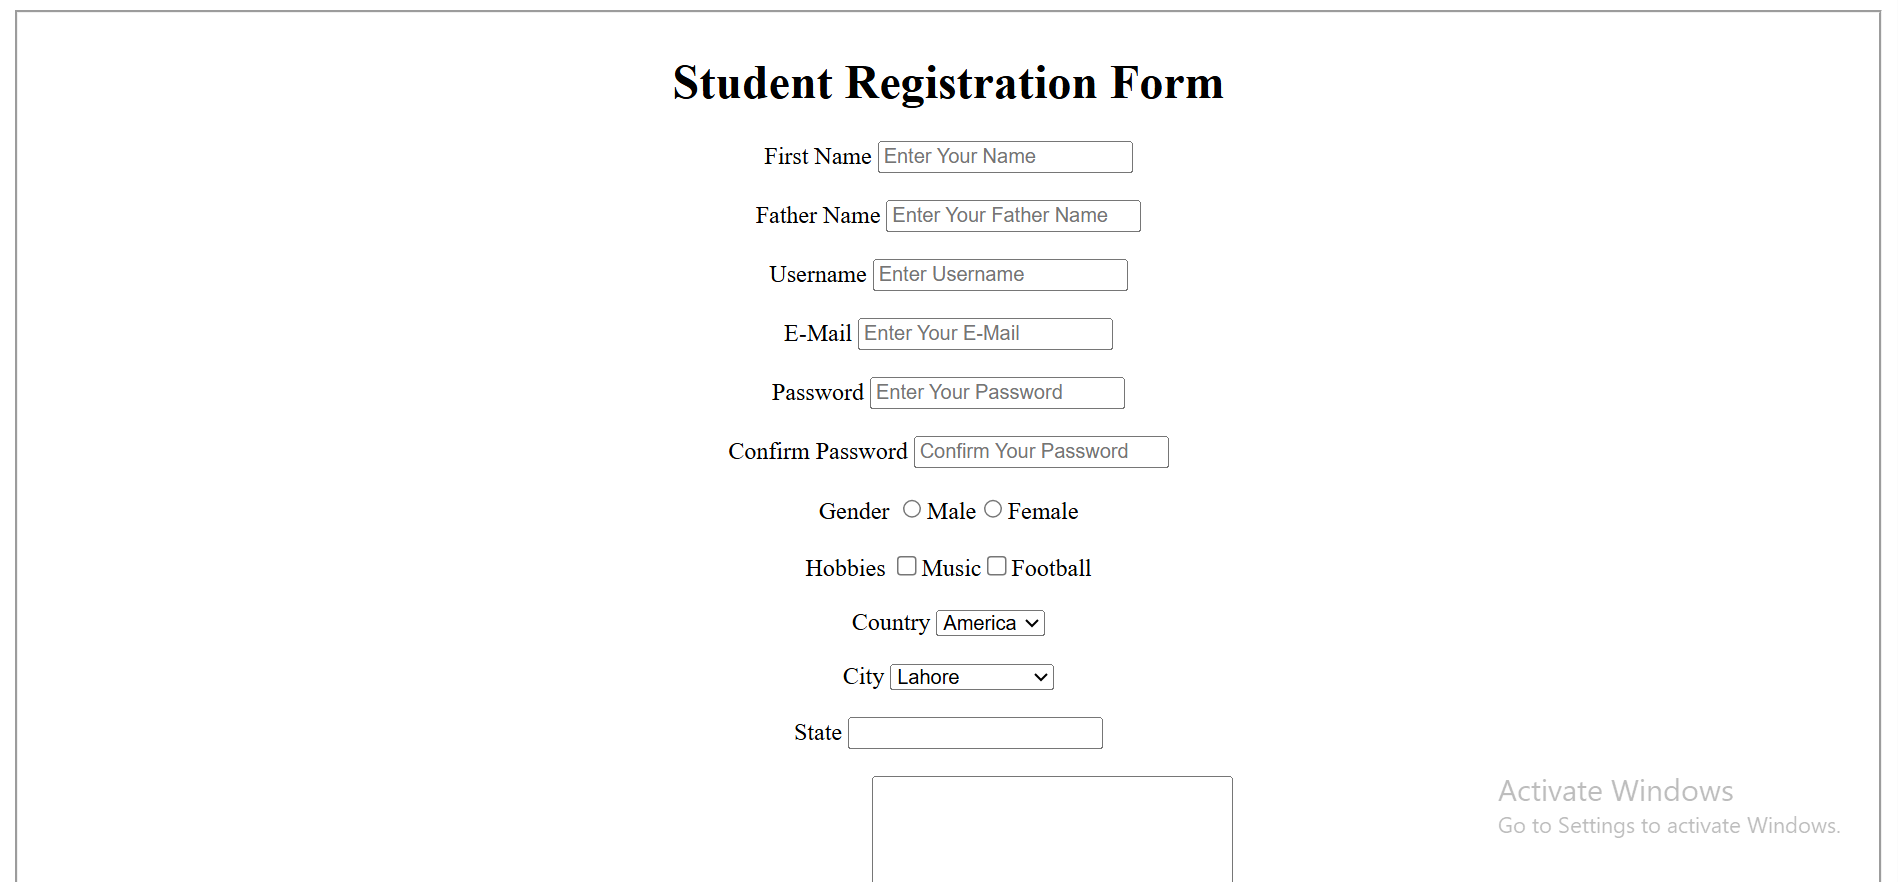 Student Registration Form
First Name Enter Your Name
Father Name Enter Your Father Name
Username Enter Username
E-Mail Enter Your E-Mail
Password Enter Your Password
Confirm Password Confirm Your Password
Gender Male Female
Hobbies Music Football
Country America
City Lahore
State
Activate Windows
Go to Settings to activate Windows.